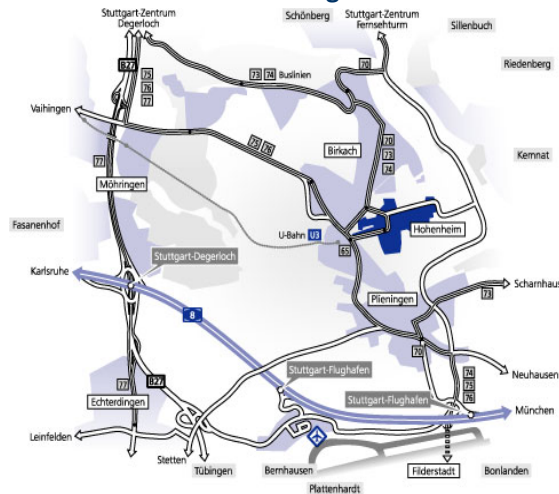 Stuttgart-Zentrum
Degerloch
Schönberg
Stuttgart-Zentrum
Fernsehturm
Sillenbuch
B27
75
76
77
73 74 Buslinien
70
Riedenberg
Vaihingen
75 76
Birkach
70
73
74
Kemnat
77
Möhringen
Fasanenhof
U-Bahn U3
Hohenheim
65
Stuttgart-Degerloch
Karlsruhe
Scharnhaus
73
Plieningen
8
70
Neuhausen
Stuttgart-Flughafen
74
75
76
77
B27
Echterdingen
Stuttgart-Flughafen
München
Leinfelden
Stetten
Tübingen
Bernhausen
Filderstadt
Bonlanden
Plattenhardt